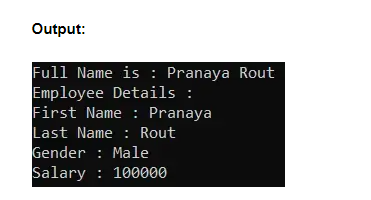 Output:
Full Name is : Pranaya Rout
Employee Details :
First Name : Pranaya
Last Name : Rout
Gender : Male
Salary : 100000